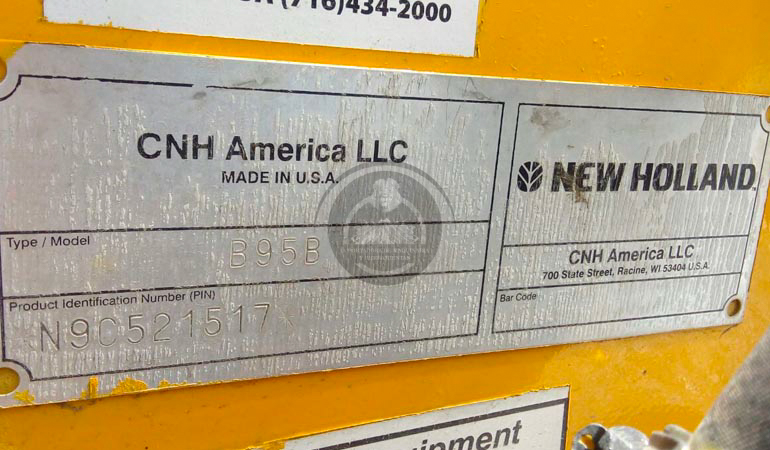 (716)434-2000
CNH America LLC
MADE IN U.S.A.
Type / Model
B95B
Product Identification Number (PIN)
N9C521517
NEW HOLLAND
CNH America LLC
700 State Street, Racine, WI 53404 U.S.A.
Bar Code